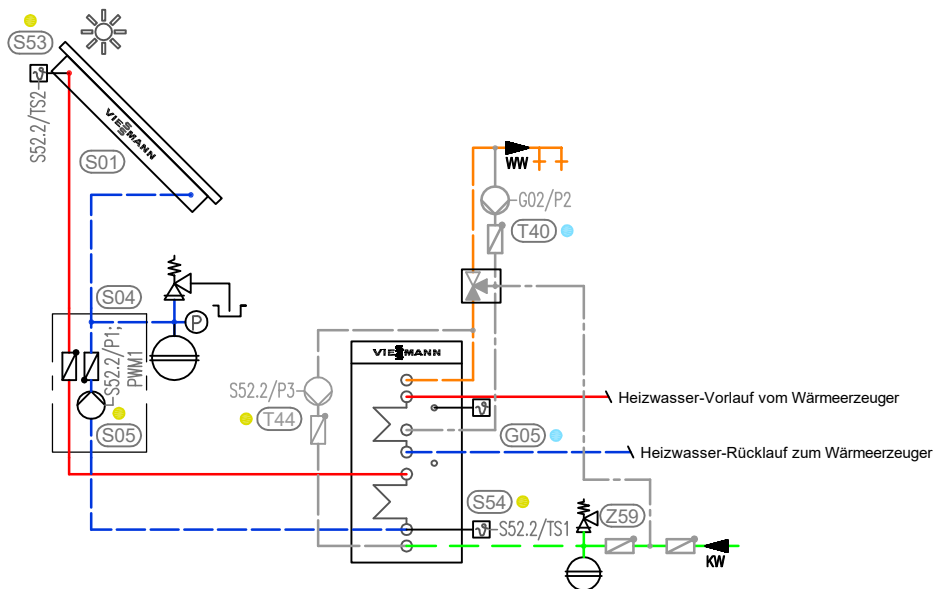 S53
S52.2/TS2
VIESSMANN
S01
WW
G02/P2
T40
S04
P
S52.2/P1;
PWM1
S05
VIESSMANN
S52.2/P3
T44
Heizwasser-Vorlauf vom Wärmeerzeuger
G05
Heizwasser-Rücklauf zum Wärmeerzeuger
S54
S52.2/TS1
Z59
KW